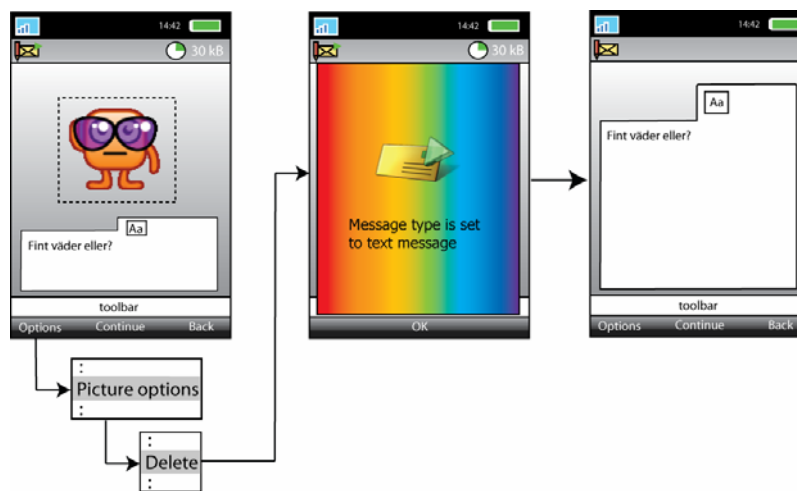 14:42
30 kB
Aa
Fint väder eller?
toolbar
Options Continue Back
:
Picture options
:
:
Delete
:
14:42
30 kB
Message type is set
to text message
OK
14:42
Aa
Fint väder eller?
toolbar
Options Continue Back